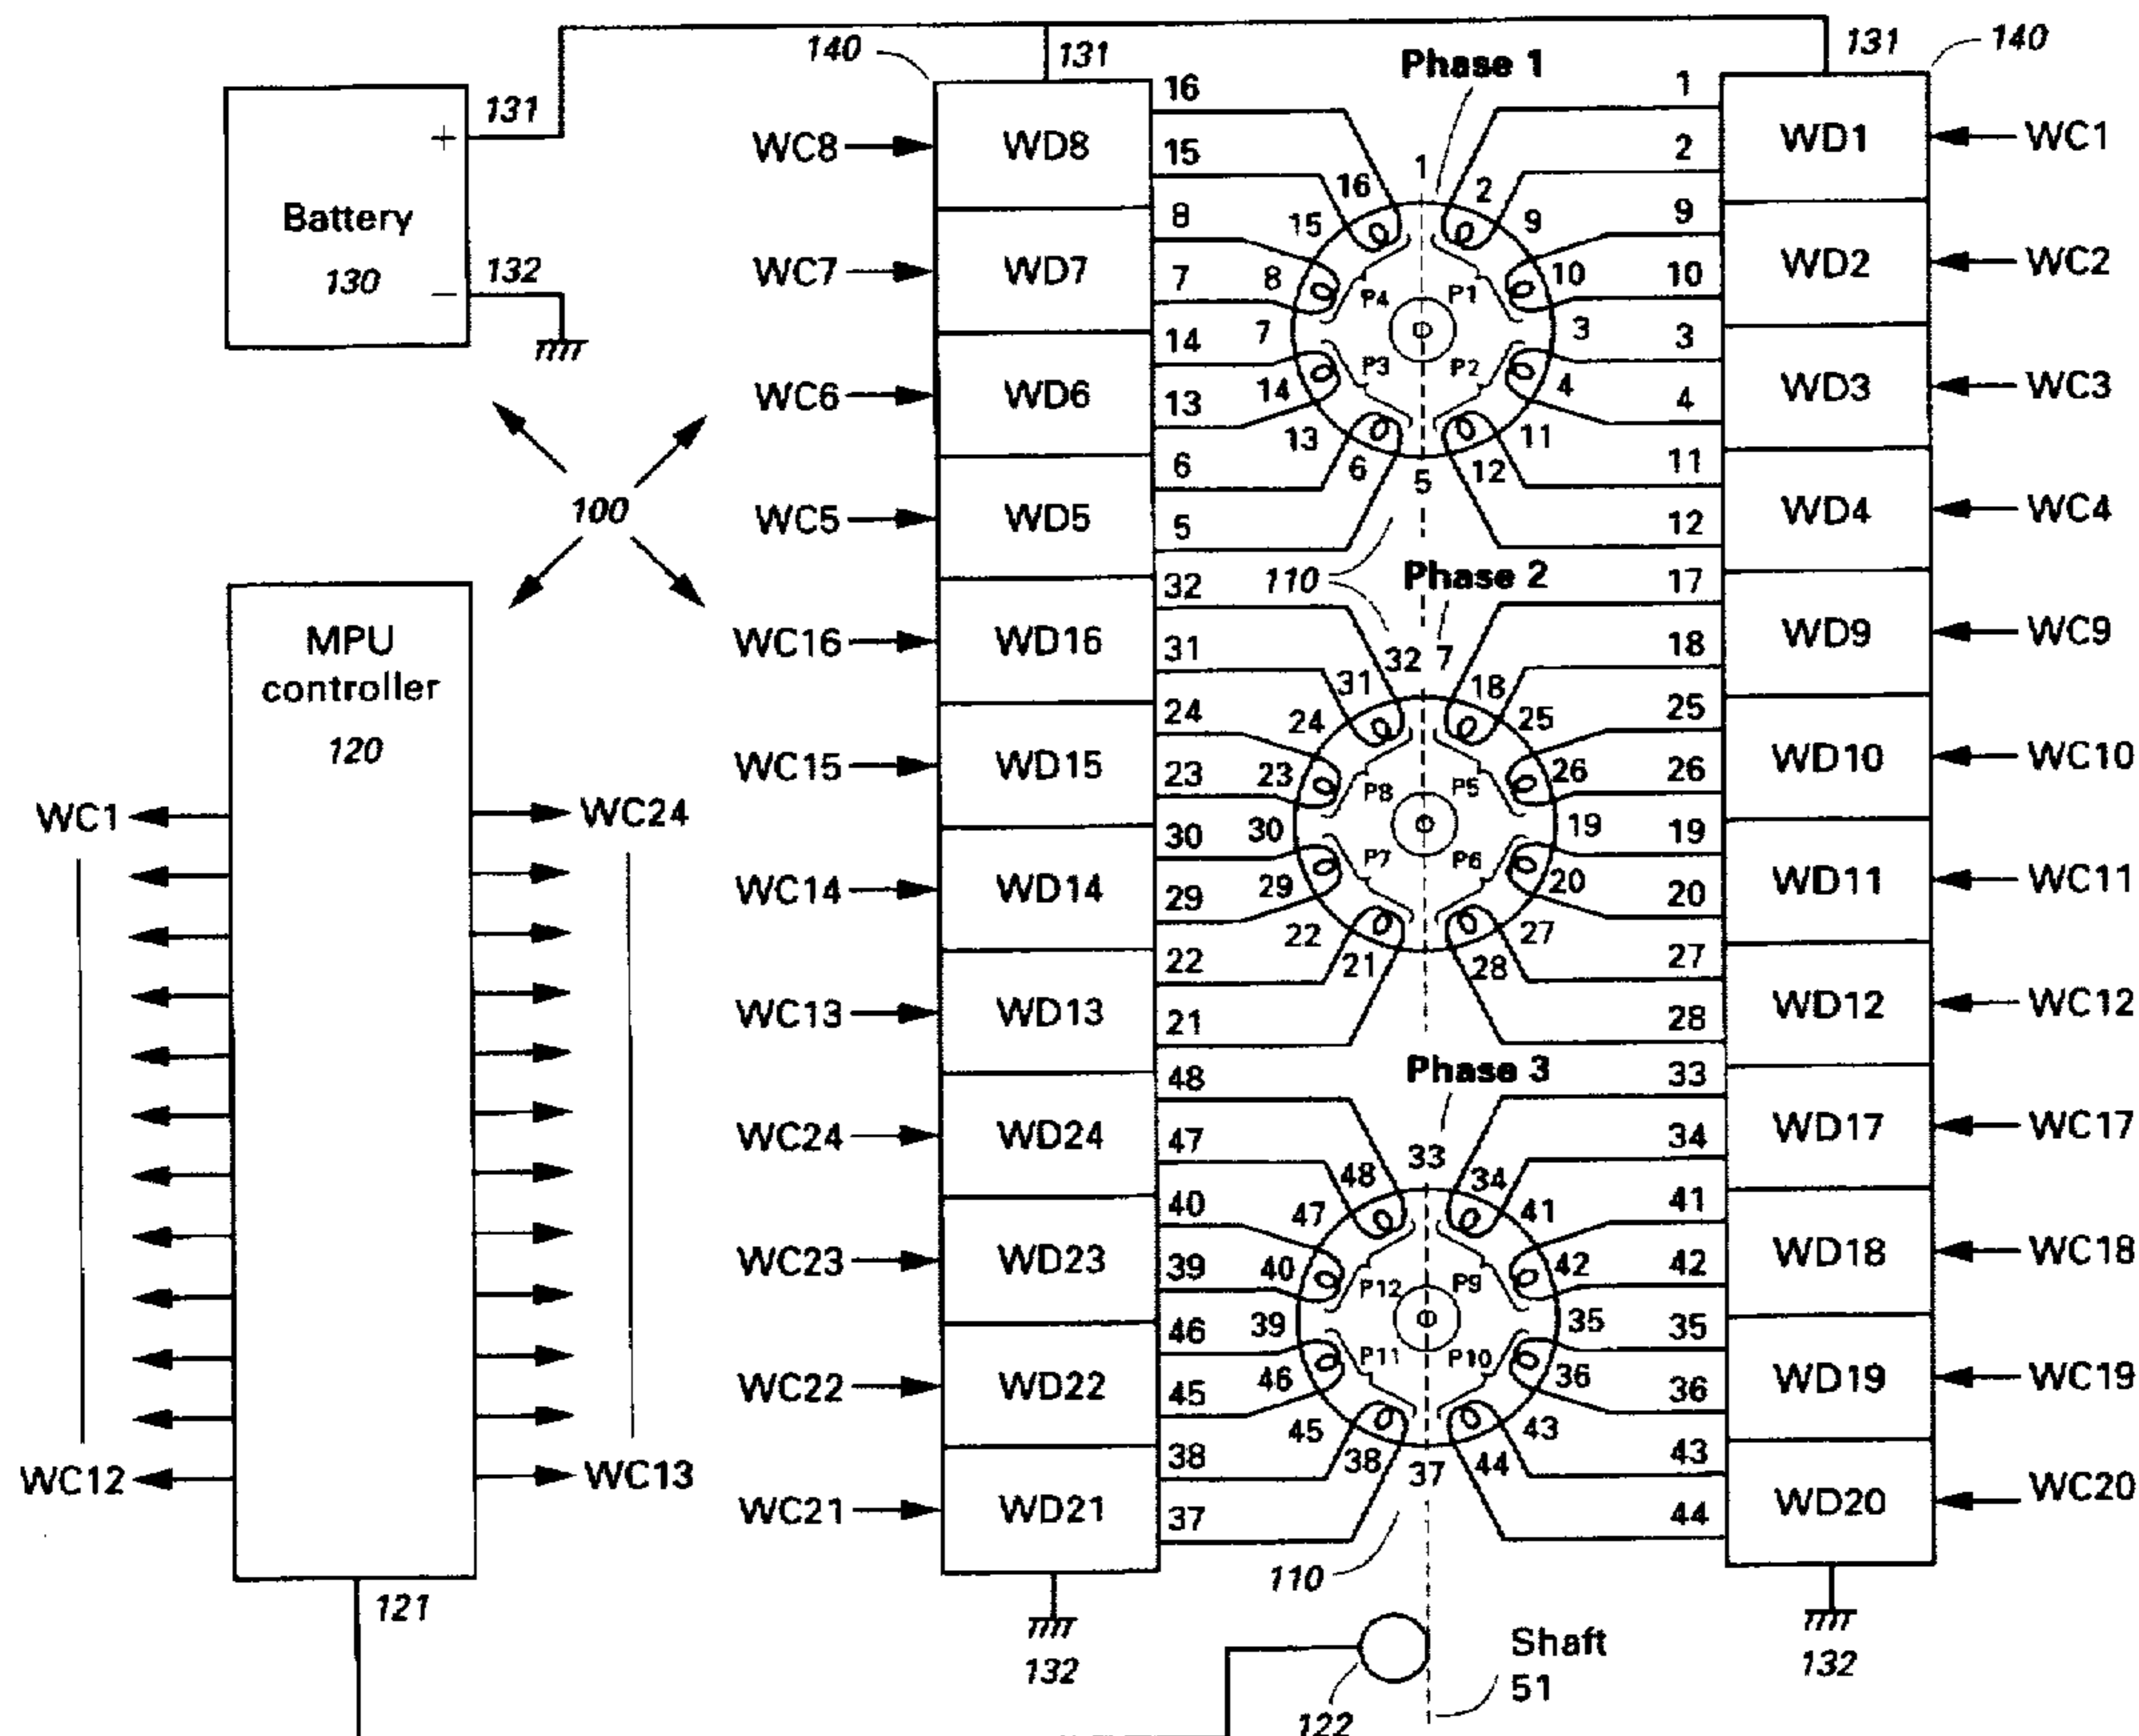 140
131
Phase 1
131
140
131
+
Battery
130
132
−
100
MPU
controller
120
WC1
WC24
WC12
WC13
121
WC8
WC7
WC6
WC5
WC16
WC15
WC14
WC13
WC24
WC23
WC22
WC21
WD8
WD7
WD6
WD5
WD16
WD15
WD14
WD13
WD24
WD23
WD22
WD21
132
16
15
8
7
14
13
6
5
32
31
24
23
30
29
22
21
48
47
40
39
46
45
38
37
1
16
2
15
9
8
10
P4
P1
7
3
P3
P2
14
4
13
11
6
12
5
110
Phase 2
32
7
31
18
24
25
23
26
P8
P5
30
19
P7
P6
29
20
22
27
21
28
Phase 3
33
48
34
47
41
40
42
P12
P9
39
35
P11
P10
46
36
45
43
38
44
37
110
Shaft
51
122
1
2
9
10
3
4
11
12
17
18
25
26
19
20
27
28
33
34
41
42
35
36
43
44
WD1
WD2
WD3
WD4
WD9
WD10
WD11
WD12
WD17
WD18
WD19
WD20
132
WC1
WC2
WC3
WC4
WC9
WC10
WC11
WC12
WC17
WC18
WC19
WC20